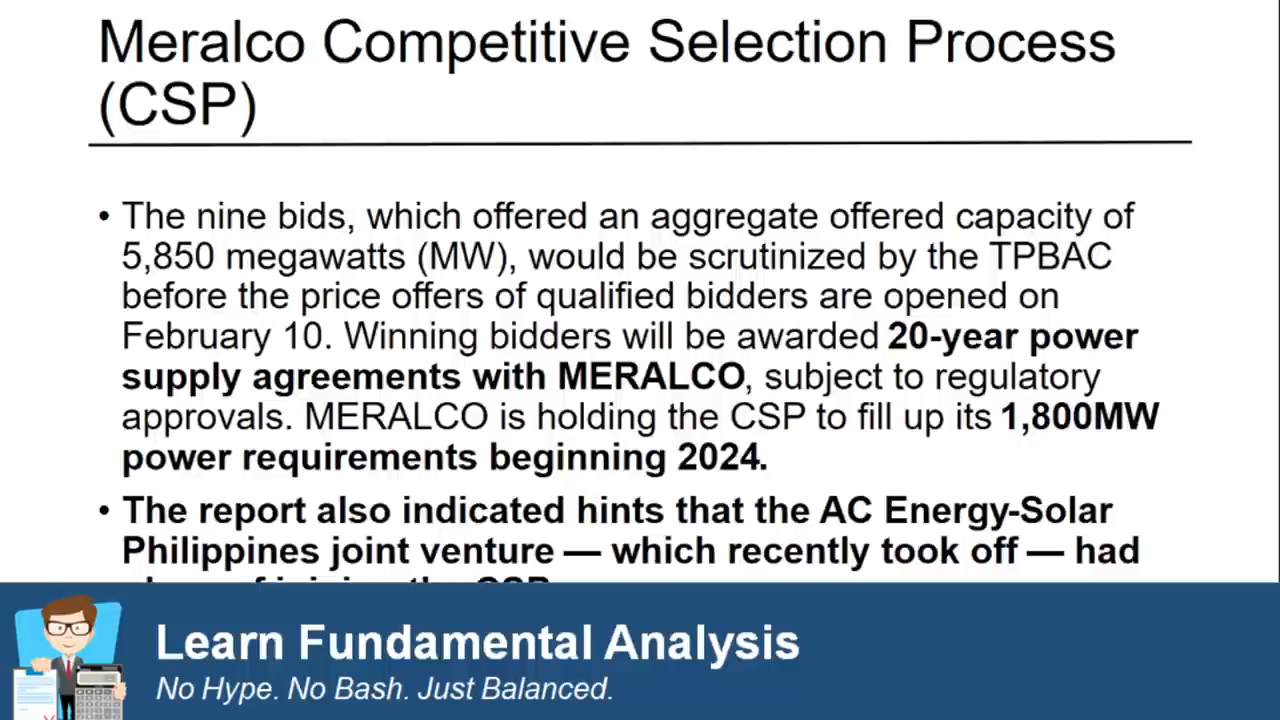 Meralco Competitive Selection Process
(CSP)
• The nine bids, which offered an aggregate offered capacity of
5,850 megawatts (MW), would be scrutinized by the TPBAC
before the price offers of qualified bidders are opened on
February 10. Winning bidders will be awarded 20-year power
supply agreements with MERALCO, subject to regulatory
approvals. MERALCO is holding the CSP to fill up its 1,800MW
power requirements beginning 2024.
• The report also indicated hints that the AC Energy-Solar
Philippines joint venture — which recently took off — had
the CSP
Learn Fundamental Analysis
No Hype. No Bash. Just Balanced.